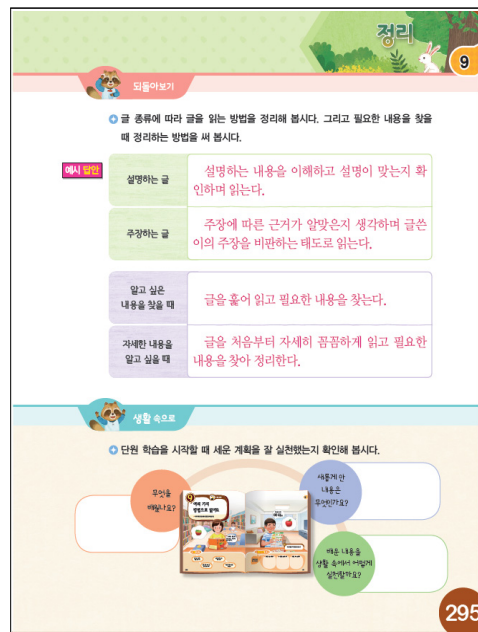 정리
9
되돌아보기
글 종류에 따라 글을 읽는 방법을 정리해 봅시다. 그리고 필요한 내용을 찾을
때 정리하는 방법을 써 봅시다.
예시 답안
설명하는 글
설명하는 내용을 이해하고 설명이 맞는지 확
인하며 읽는다.
주장하는 글
주장에 따른 근거가 알맞은지 생각하며 글쓴
이의 주장을 비판하는 태도로 읽는다.
알고 싶은
내용을 찾을 때
글을 훑어 읽고 필요한 내용을 찾는다.
자세한 내용을
알고 싶을 때
글을 처음부터 자세히 꼼꼼하게 읽고 필요한
내용을 찾아 정리한다.
생활 속으로
단원 학습을 시작할 때 세운 계획을 잘 실천했는지 확인해 봅시다.
무엇을
배웠나요?
새롭게 안
내용은
무엇인가요?
9
여러 가지
방법으로 읽어요
배운 내용을
생활 속에서 어떻게
실천할까요?
295